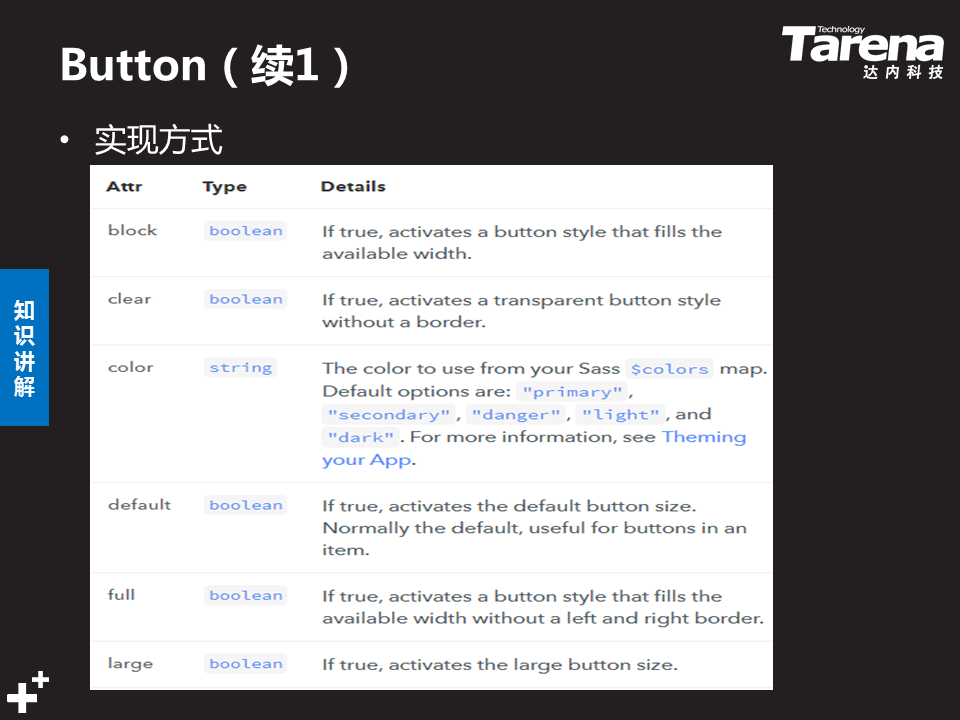 Technology
Tarena
达内科技
Button（续1）
• 实现方式
Attr Type Details
block boolean If true, activates a button style that fills the
available width.
clear boolean If true, activates a transparent button style
without a border.
color string The color to use from your Sass $colors map.
Default options are: "primary",
"secondary", "danger", "light", and
"dark". For more information, see Theming
your App.
default boolean If true, activates the default button size.
Normally the default, useful for buttons in an
item.
full boolean If true, activates a button style that fills the
available width without a left and right border.
large boolean If true, activates the large button size.
知
识
讲
解